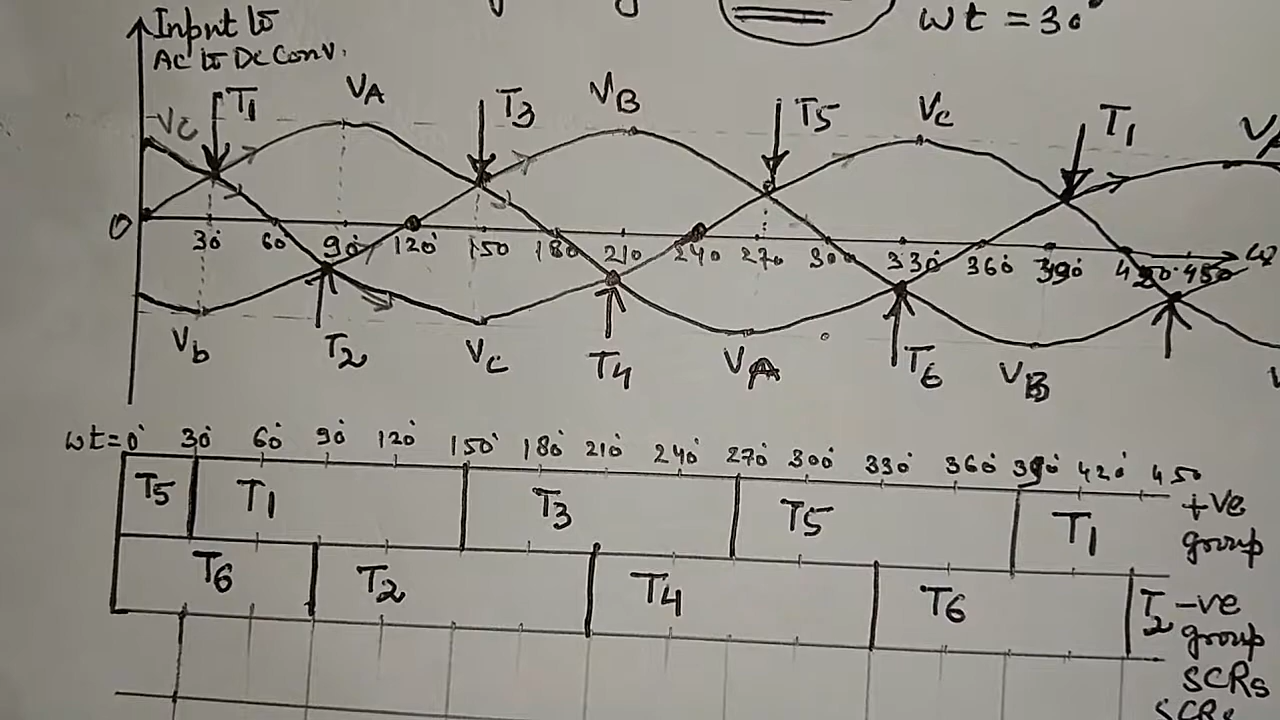 wt = 30°
Input to
AC to DC Conv.
VC T1 VA T3 VB T5 VC T1
0 30° 60° 90° 120° 150 180 210 240 270 300 330 360 390 450
Vb T2 VC T4 VA T6 VB
wt=0° 30° 60° 90° 120° 150° 180° 210° 240° 270° 300° 330° 360° 390° 420° 450
T5 T1 T3 T5 T1 +ve
group
T6 T2 T4 T6 T2 -ve
group
SCRs